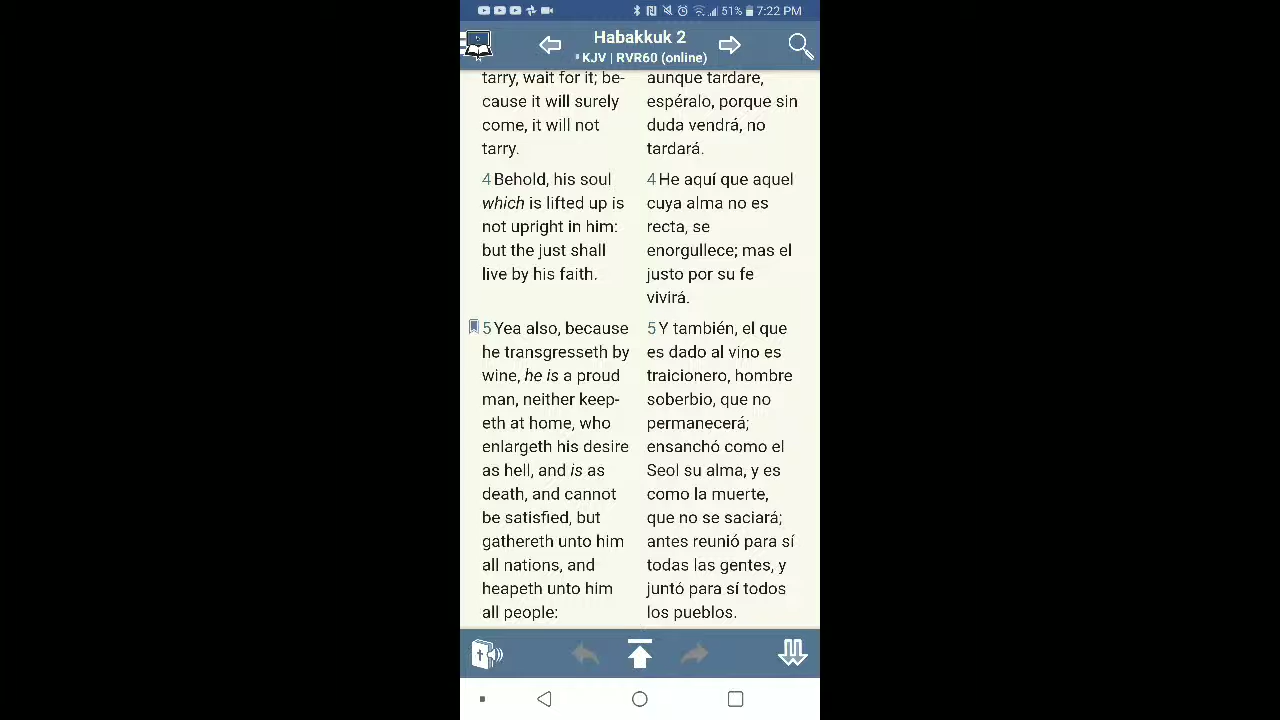 51% 7:22 PM
Habakkuk 2
KJV | RVR60 (online)
tarry, wait for it; be-
cause it will surely
come, it will not
tarry.
4 Behold, his soul
which is lifted up is
not upright in him:
but the just shall
live by his faith.
5 Yea also, because
he transgresseth by
wine, he is a proud
man, neither keep-
eth at home, who
enlargeth his desire
as hell, and is as
death, and cannot
be satisfied, but
gathereth unto him
all nations, and
heapeth unto him
all people:
aunque tardare,
espéralo, porque sin
duda vendrá, no
tardará.
4 He aquí que aquel
cuya alma no es
recta, se
enorgullece; mas el
justo por su fe
vivirá.
5 Y también, el que
es dado al vino es
traicionero, hombre
soberbio, que no
permanecerá;
ensanchó como el
Seol su alma, y es
como la muerte,
que no se saciará;
antes reunió para sí
todas las gentes, y
juntó para sí todos
los pueblos.